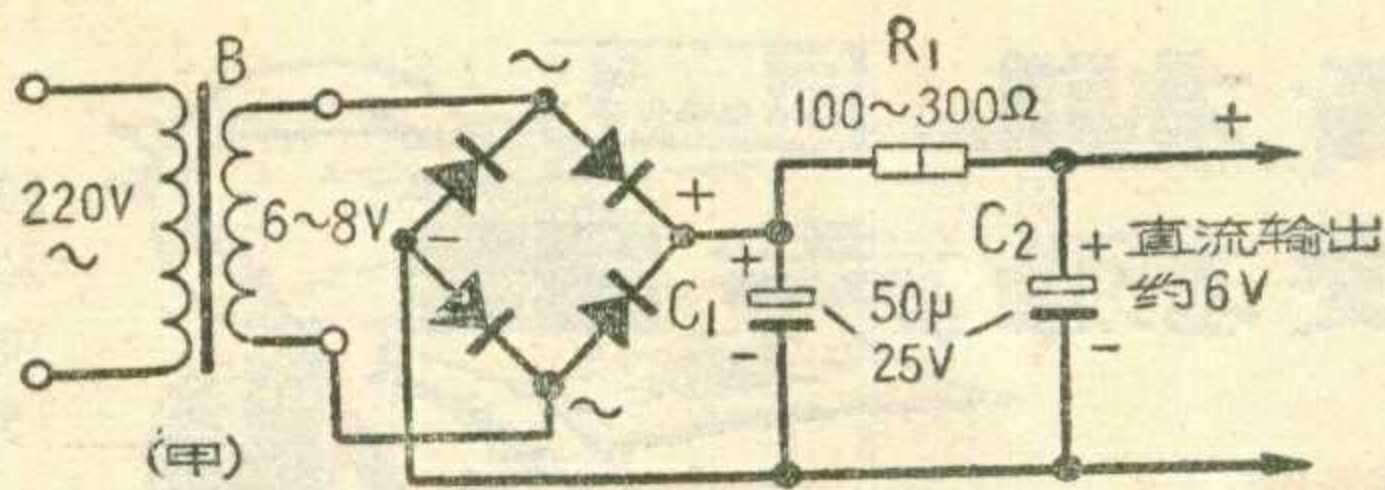 B
220V
~
6~8V
(甲)
~
~
-
+
R1
100~300Ω
+
C1
+
-
50μ
25V
C2
+
-
直流输出
约6V